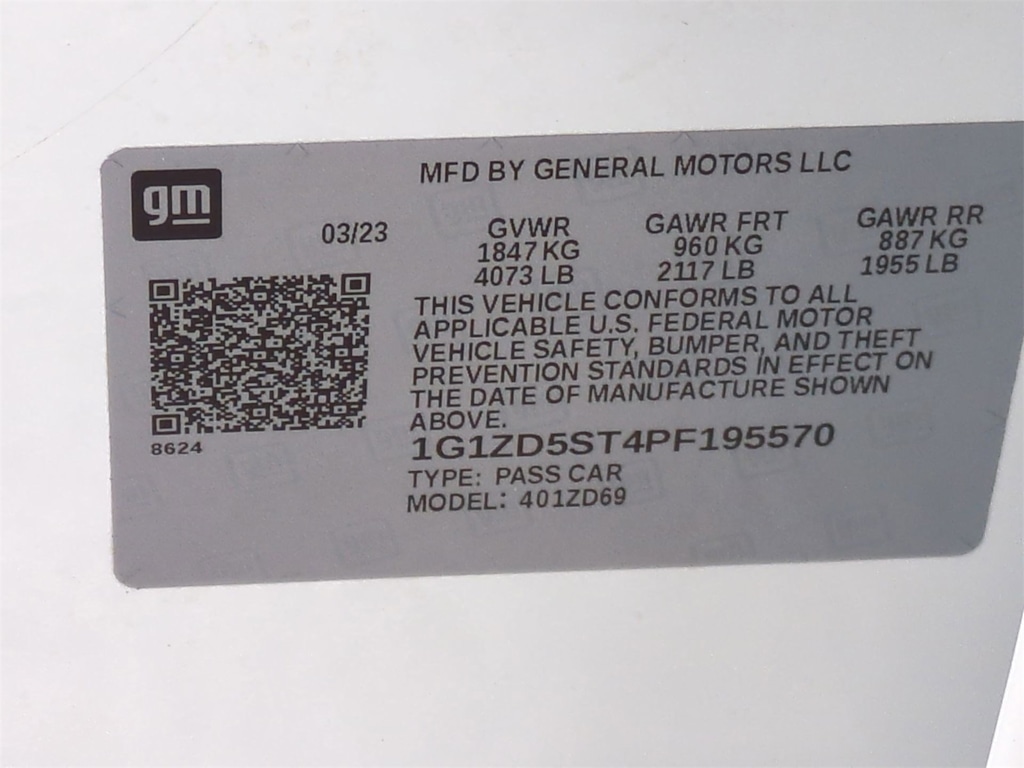 gm
MFD BY GENERAL MOTORS LLC
03/23
GVWR GAWR FRT GAWR RR
1847 KG 960 KG 887 KG
4073 LB 2117 LB 1955 LB
THIS VEHICLE CONFORMS TO ALL
APPLICABLE U.S. FEDERAL MOTOR
VEHICLE SAFETY, BUMPER, AND THEFT
PREVENTION STANDARDS IN EFFECT ON
THE DATE OF MANUFACTURE SHOWN
ABOVE.
8624
1G1ZD5ST4PF195570
TYPE: PASS CAR
MODEL: 401ZD69